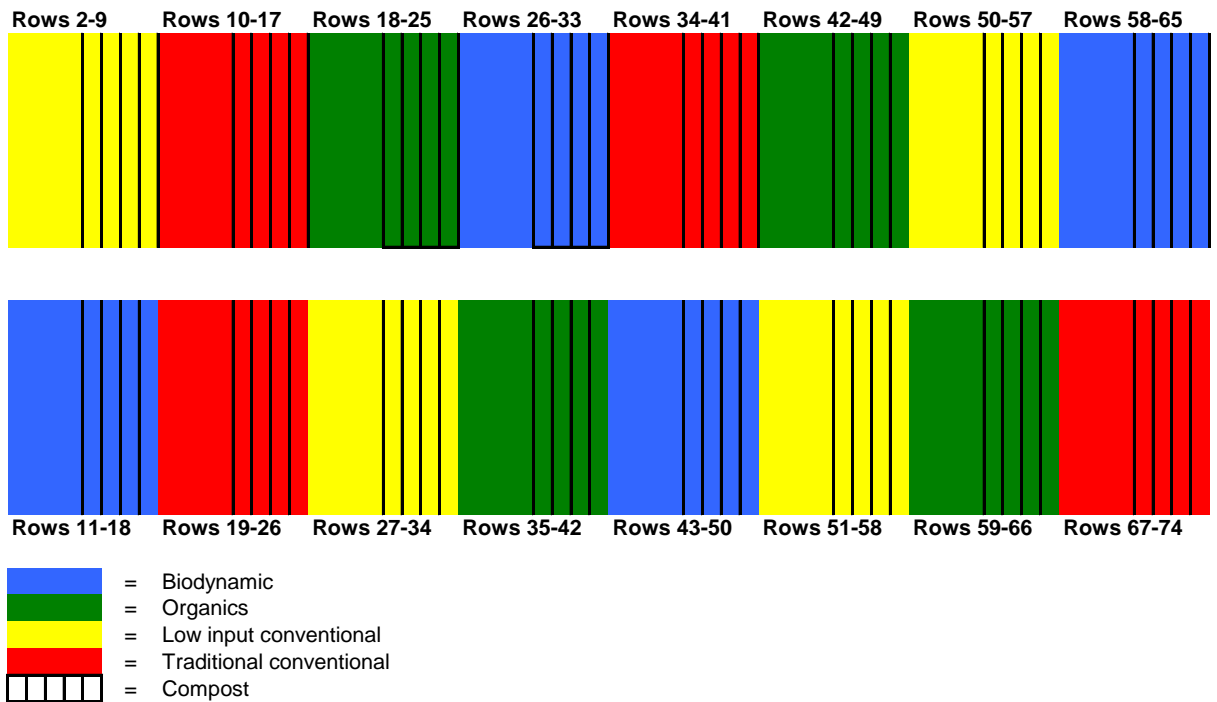 Rows 2-9 Rows 10-17 Rows 18-25 Rows 26-33 Rows 34-41 Rows 42-49 Rows 50-57 Rows 58-65
Rows 11-18 Rows 19-26 Rows 27-34 Rows 35-42 Rows 43-50 Rows 51-58 Rows 59-66 Rows 67-74
= Biodynamic
= Organics
= Low input conventional
= Traditional conventional
= Compost